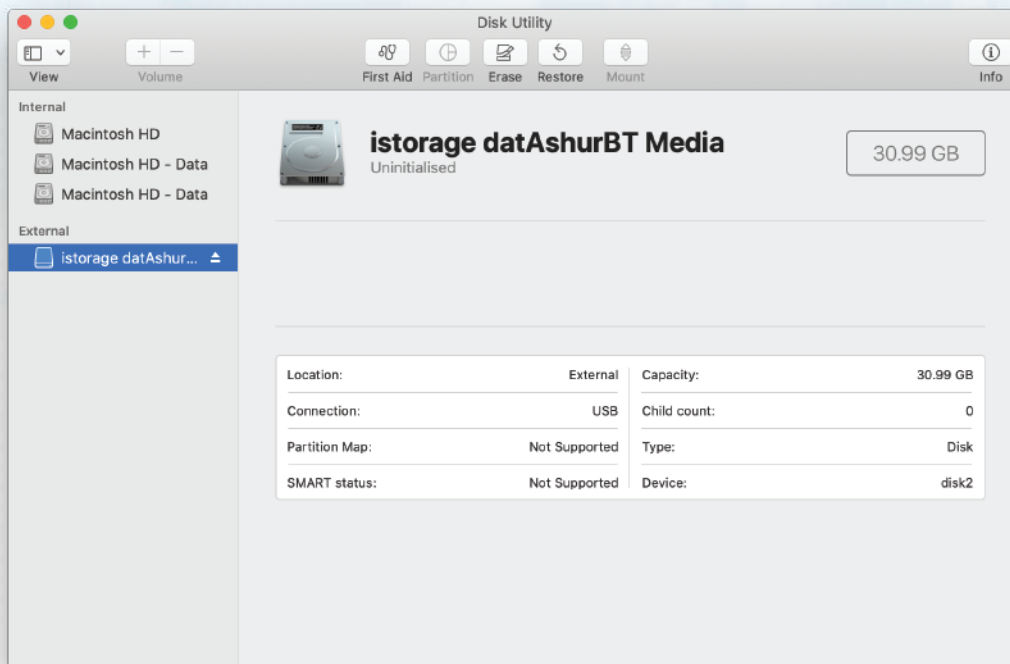 Disk Utility
View
Volume
First Aid
Partition
Erase
Restore
Mount
Info
Internal
Macintosh HD
Macintosh HD - Data
Macintosh HD - Data
External
istorage datAshur...
istorage datAshurBT Media
Uninitialised
30.99 GB
Location: External
Capacity: 30.99 GB
Connection: USB
Child count: 0
Partition Map: Not Supported
Type: Disk
SMART status: Not Supported
Device: disk2